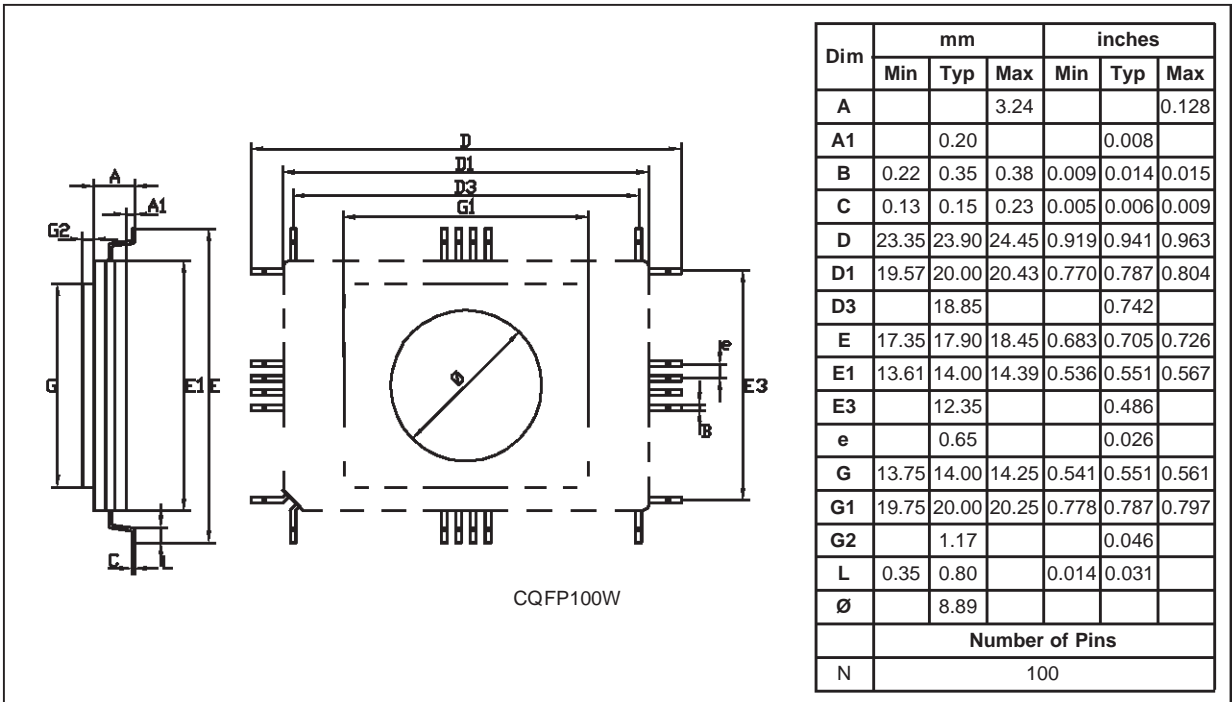 D
D1
D3
G1
A
A1
G2
G
E1 E
e
E3
B
Ø
C
L
CQFP100W
Dim mm inches
Min Typ Max Min Typ Max
A 3.24 0.128
A1 0.20 0.008
B 0.22 0.35 0.38 0.009 0.014 0.015
C 0.13 0.15 0.23 0.005 0.006 0.009
D 23.35 23.90 24.45 0.919 0.941 0.963
D1 19.57 20.00 20.43 0.770 0.787 0.804
D3 18.85 0.742
E 17.35 17.90 18.45 0.683 0.705 0.726
E1 13.61 14.00 14.39 0.536 0.551 0.567
E3 12.35 0.486
e 0.65 0.026
G 13.75 14.00 14.25 0.541 0.551 0.561
G1 19.75 20.00 20.25 0.778 0.787 0.797
G2 1.17 0.046
L 0.35 0.80 0.014 0.031
Ø 8.89
Number of Pins
N 100